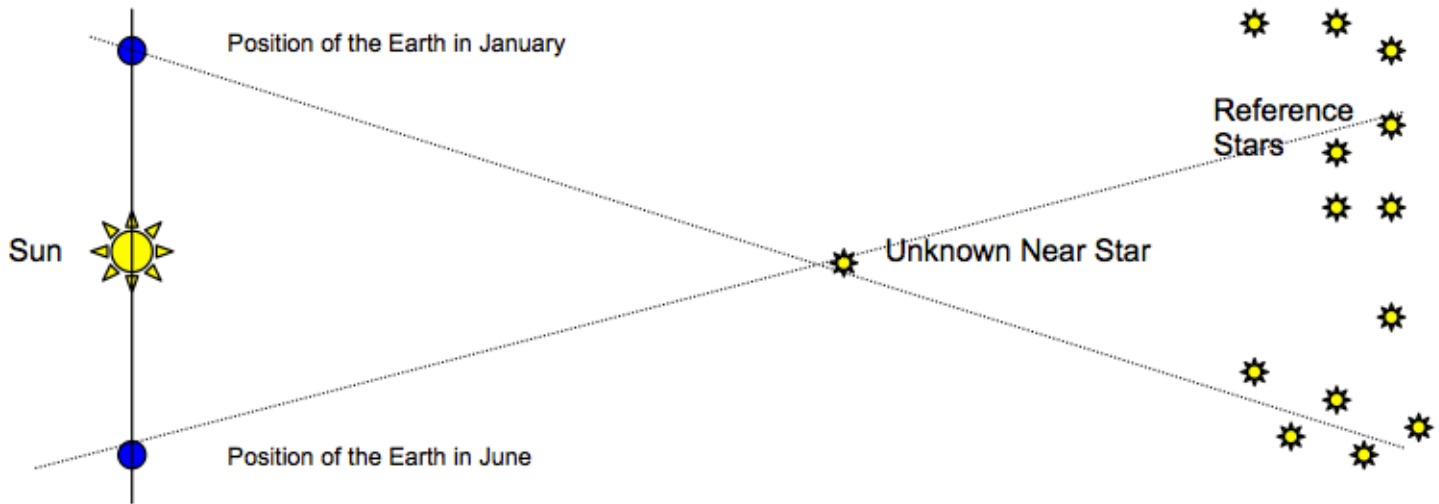 Position of the Earth in January
Reference
Stars
Sun
Unknown Near Star
Position of the Earth in June